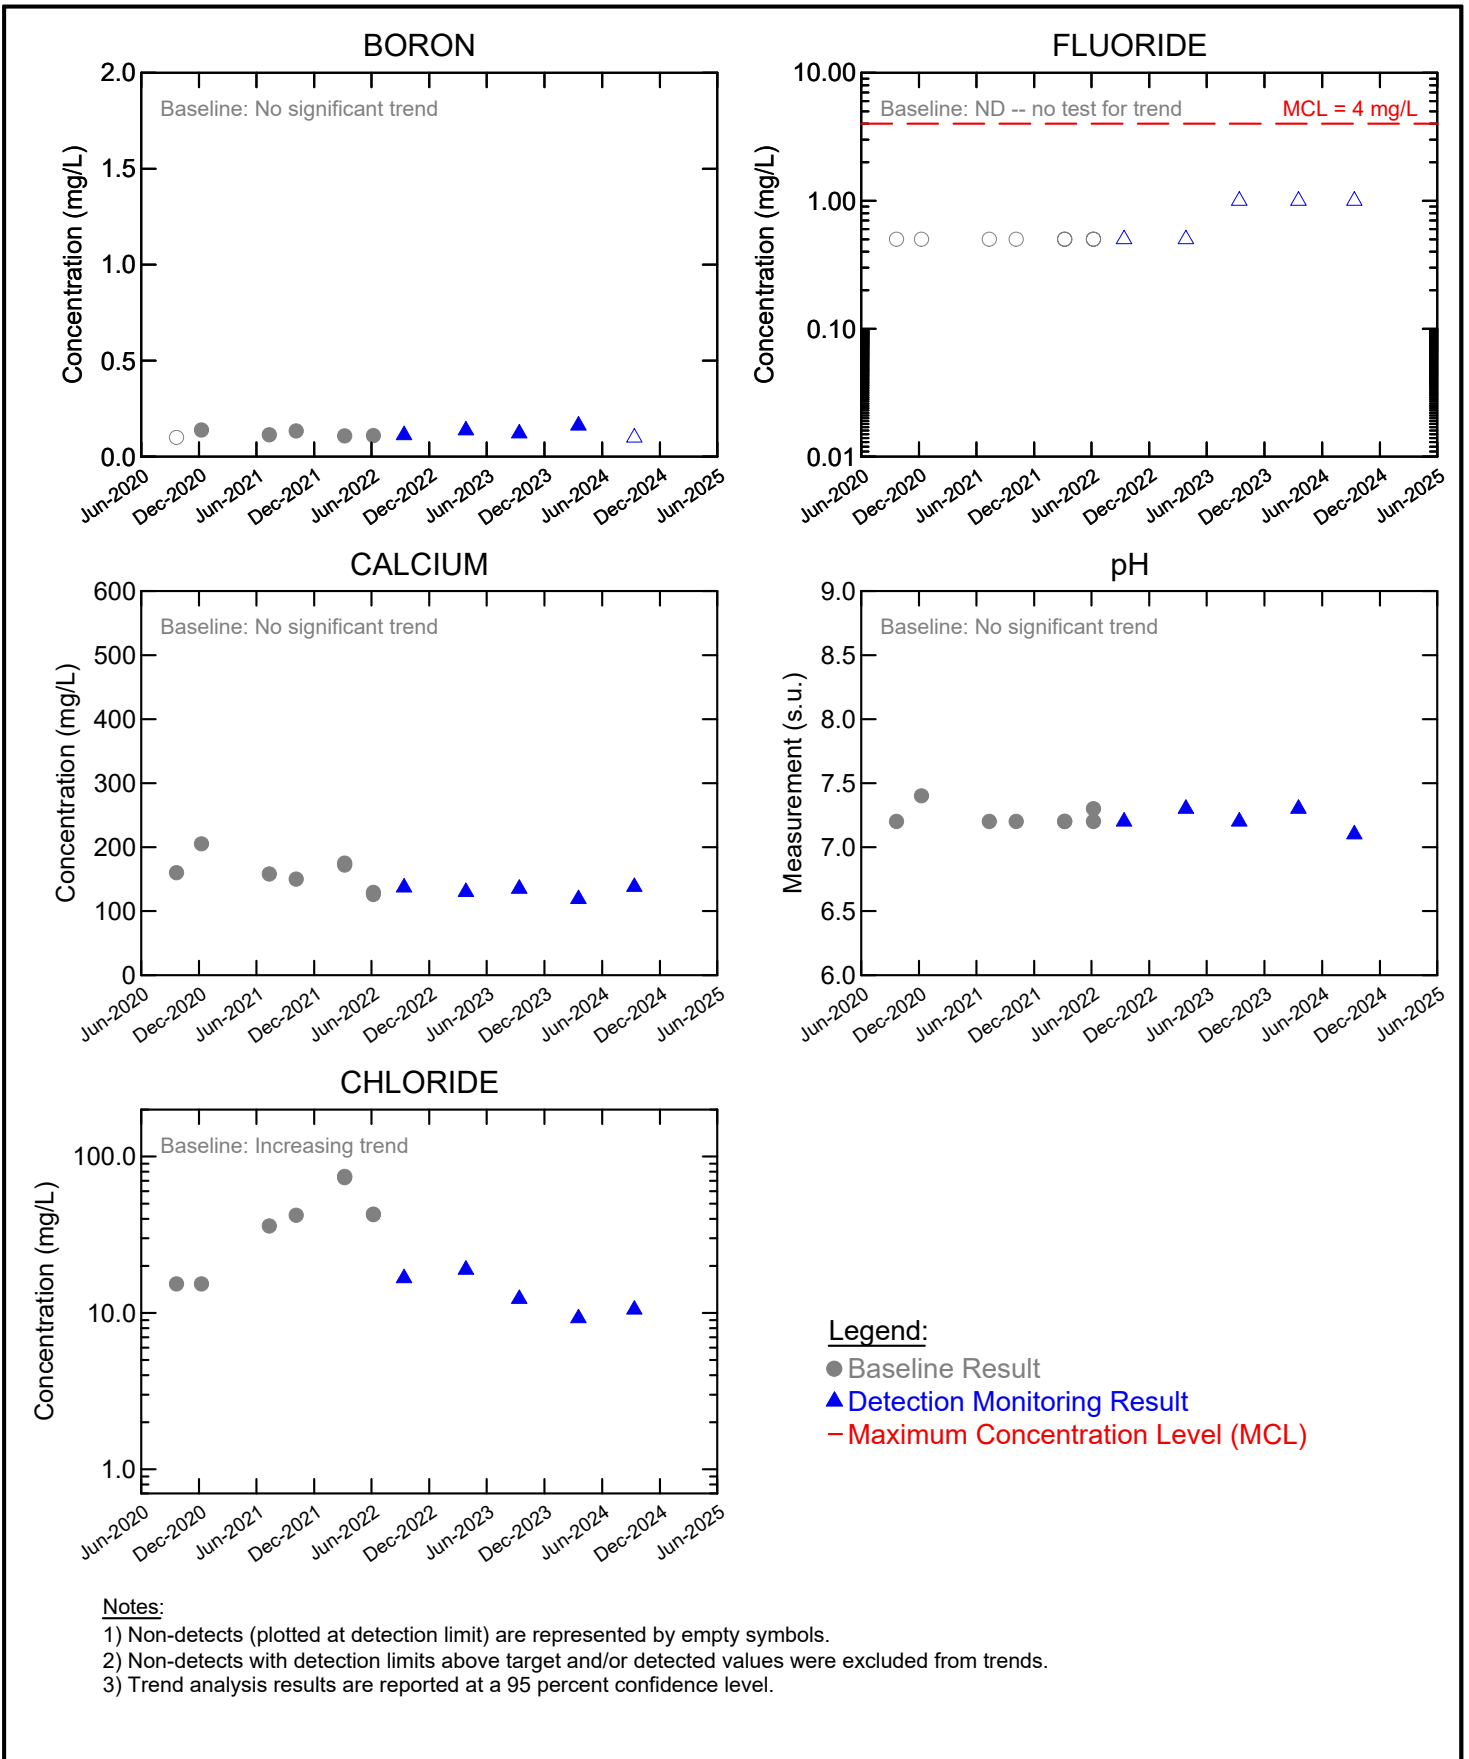 BORON
Baseline: No significant trend
Concentration (mg/L)
2.0
1.5
1.0
0.5
0.0
Jun-2020
Dec-2020
Jun-2021
Dec-2021
Jun-2022
Dec-2022
Jun-2023
Dec-2023
Jun-2024
Dec-2024
Jun-2025
FLUORIDE
Baseline: ND -- no test for trend
MCL = 4 mg/L
Concentration (mg/L)
10.00
1.00
0.10
0.01
Jun-2020
Dec-2020
Jun-2021
Dec-2021
Jun-2022
Dec-2022
Jun-2023
Dec-2023
Jun-2024
Dec-2024
Jun-2025
CALCIUM
Baseline: No significant trend
Concentration (mg/L)
600
500
400
300
200
100
0
Jun-2020
Dec-2020
Jun-2021
Dec-2021
Jun-2022
Dec-2022
Jun-2023
Dec-2023
Jun-2024
Dec-2024
Jun-2025
pH
Baseline: No significant trend
Measurement (s.u.)
9.0
8.5
8.0
7.5
7.0
6.5
6.0
Jun-2020
Dec-2020
Jun-2021
Dec-2021
Jun-2022
Dec-2022
Jun-2023
Dec-2023
Jun-2024
Dec-2024
Jun-2025
CHLORIDE
Baseline: Increasing trend
Concentration (mg/L)
100.0
10.0
1.0
Jun-2020
Dec-2020
Jun-2021
Dec-2021
Jun-2022
Dec-2022
Jun-2023
Dec-2023
Jun-2024
Dec-2024
Jun-2025
Legend:
Baseline Result
Detection Monitoring Result
Maximum Concentration Level (MCL)
Notes:
1) Non-detects (plotted at detection limit) are represented by empty symbols.
2) Non-detects with detection limits above target and/or detected values were excluded from trends.
3) Trend analysis results are reported at a 95 percent confidence level.